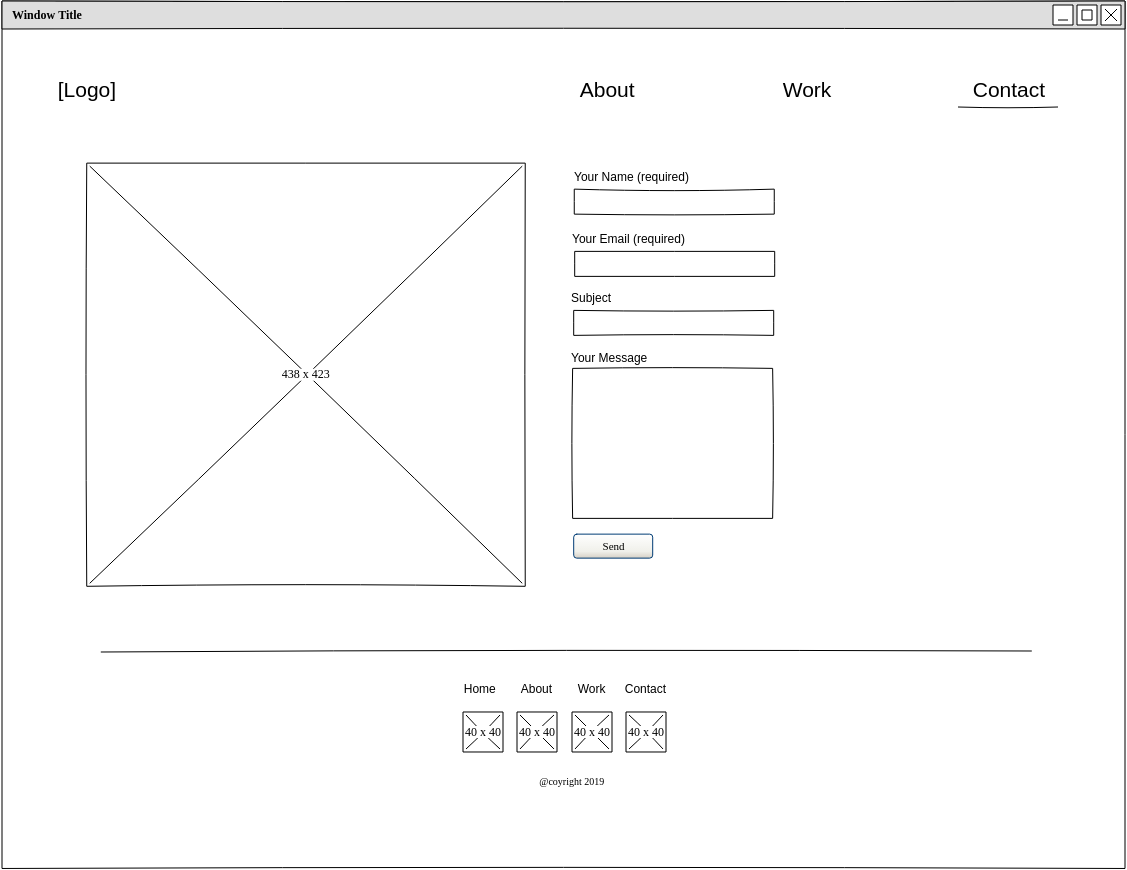 Window Title
[Logo] About Work Contact
Your Name (required)
Your Email (required)
Subject
Your Message
438 x 423
Send
Home About Work Contact
40 x 40 40 x 40 40 x 40 40 x 40
@coyright 2019